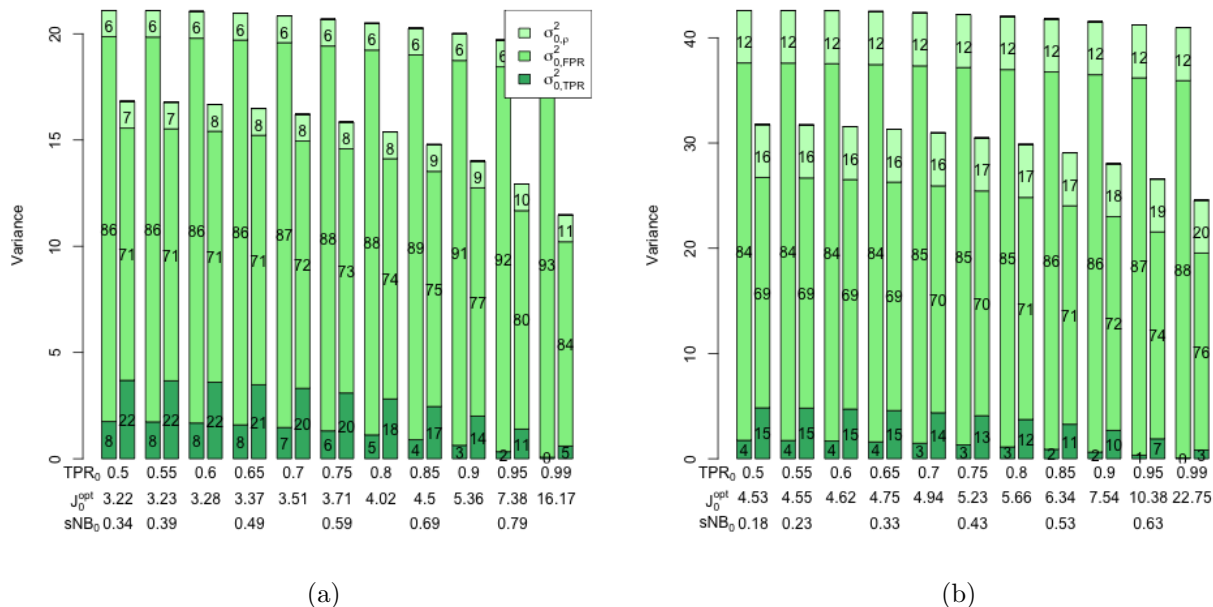 σ²0,ρ
σ²0,FPR
σ²0,TPR
Variance
20
15
10
5
0
6 6 6 6 6 6 6 6 6 6
7 7 8 8 8 8 8 9 9 10 11
86 86 86 86 87 88 88 89 91 92 93
71 71 71 71 72 73 74 75 77 80 84
8 8 8 8 7 6 5 4 3 2 0
22 22 22 21 20 20 18 17 14 11 5
TPR0 0.5 0.55 0.6 0.65 0.7 0.75 0.8 0.85 0.9 0.95 0.99
J0opt 3.22 3.23 3.28 3.37 3.51 3.71 4.02 4.5 5.36 7.38 16.17
sNB0 0.34 0.39 0.49 0.59 0.69 0.79
(a)
Variance
40
30
20
10
0
12 12 12 12 12 12 12 12 12 12 12
16 16 16 16 16 17 17 17 18 19 20
84 84 84 84 85 85 85 86 86 87 88
69 69 69 69 70 70 71 71 72 74 76
4 4 4 4 3 3 3 2 2 1 0
15 15 15 15 14 13 12 11 10 7 3
TPR0 0.5 0.55 0.6 0.65 0.7 0.75 0.8 0.85 0.9 0.95 0.99
J0opt 4.53 4.55 4.62 4.75 4.94 5.23 5.66 6.34 7.54 10.38 22.75
sNB0 0.18 0.23 0.33 0.43 0.53 0.63
(b)